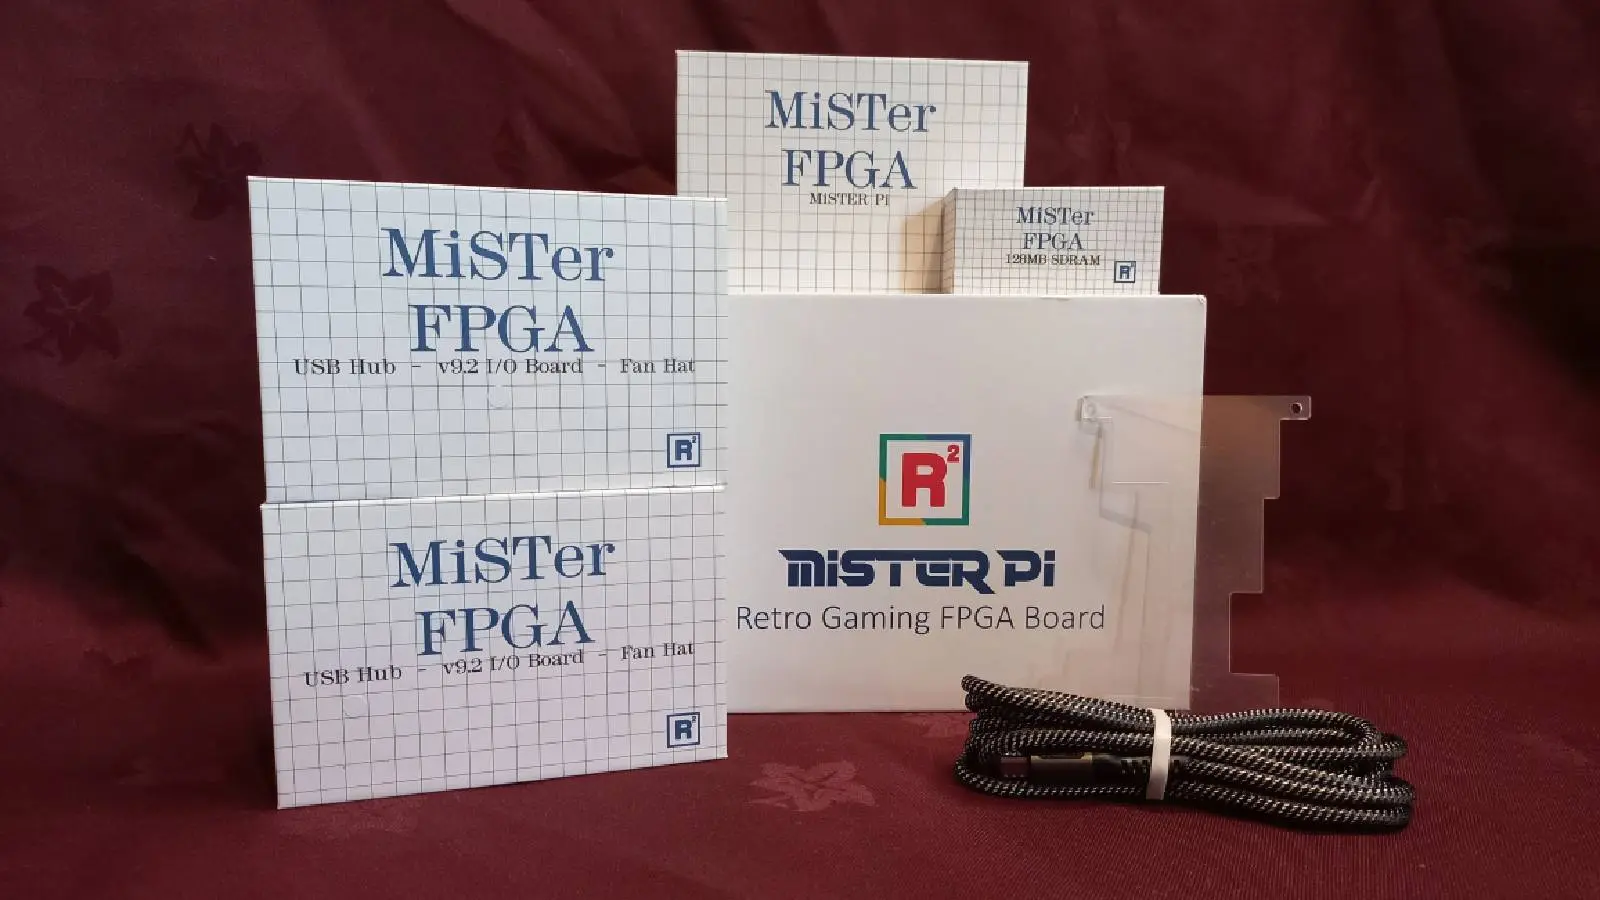 MiSTer
FPGA
MiSTER Pi
MiSTer
FPGA
128MB SDRAM
R2
MiSTer
FPGA
USB Hub - v9.2 I/O Board - Fan Hat
R2
MiSTer
FPGA
USB Hub - v9.2 I/O Board - Fan Hat
R2
R2
MiSTER Pi
Retro Gaming FPGA Board